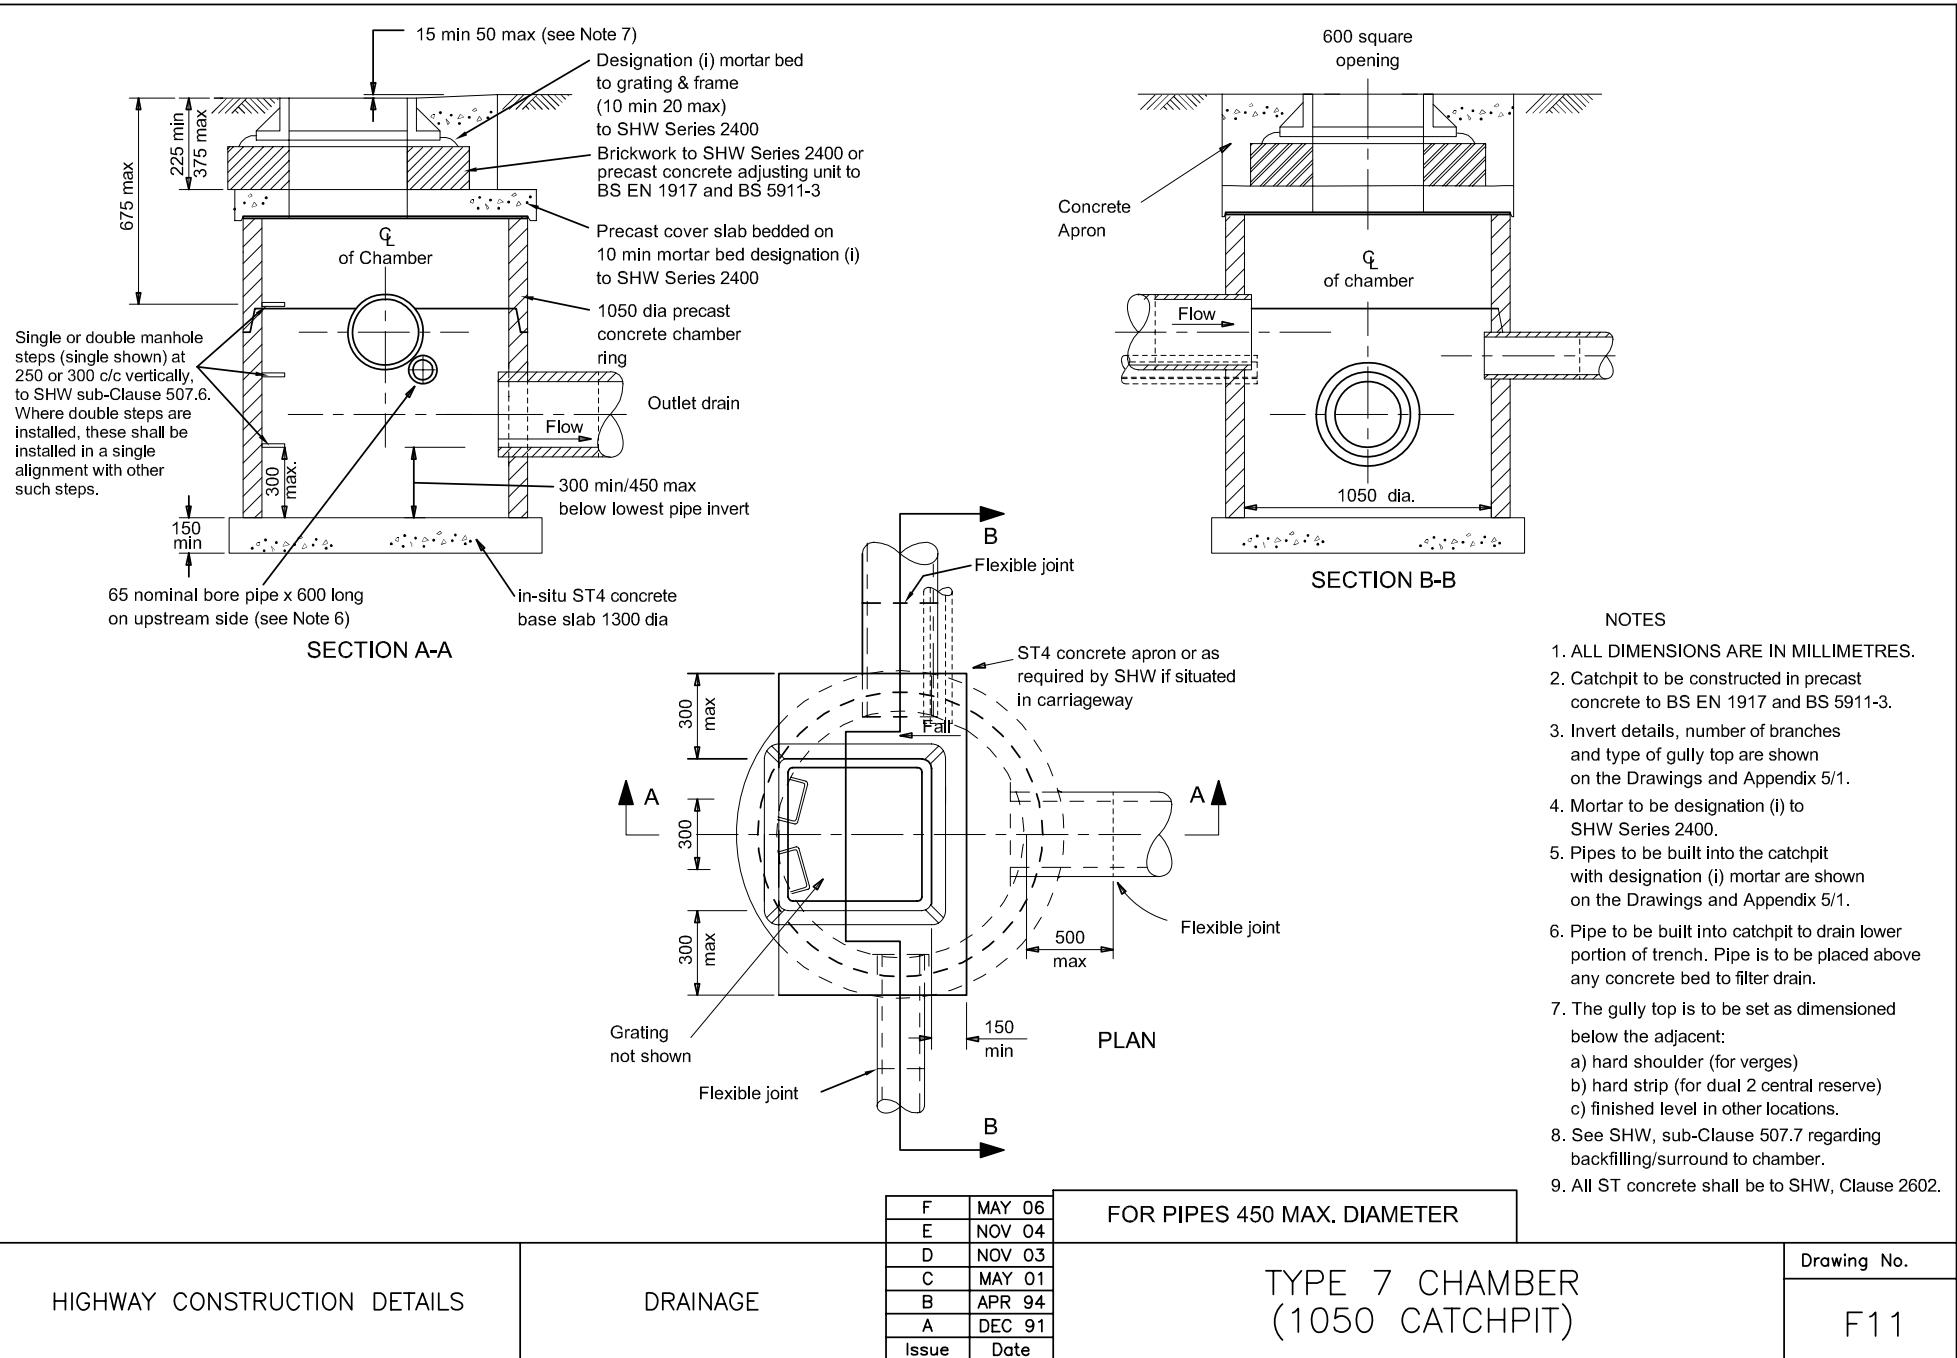 15 min 50 max (see Note 7)
Designation (i) mortar bed
to grating & frame
(10 min 20 max)
to SHW Series 2400
Brickwork to SHW Series 2400 or
precast concrete adjusting unit to
BS EN 1917 and BS 5911-3
Precast cover slab bedded on
10 min mortar bed designation (i)
to SHW Series 2400
1050 dia precast
concrete chamber
ring
675 max
225 min
375 max
℄
of Chamber
Single or double manhole
steps (single shown) at
250 or 300 c/c vertically,
to SHW sub-Clause 507.6.
Where double steps are
installed, these shall be
installed in a single
alignment with other
such steps.
Outlet drain
Flow
300
max.
300 min/450 max
below lowest pipe invert
150
min
65 nominal bore pipe x 600 long
on upstream side (see Note 6)
in-situ ST4 concrete
base slab 1300 dia
SECTION A-A
600 square
opening
Concrete
Apron
℄
of chamber
Flow
1050 dia.
SECTION B-B
B
Flexible joint
ST4 concrete apron or as
required by SHW if situated
in carriageway
300
max
Fall
A
A
300
300
max
Flexible joint
500
max
Grating
not shown
150
min
PLAN
Flexible joint
B
NOTES
1. ALL DIMENSIONS ARE IN MILLIMETRES.
2. Catchpit to be constructed in precast
concrete to BS EN 1917 and BS 5911-3.
3. Invert details, number of branches
and type of gully top are shown
on the Drawings and Appendix 5/1.
4. Mortar to be designation (i) to
SHW Series 2400.
5. Pipes to be built into the catchpit
with designation (i) mortar are shown
on the Drawings and Appendix 5/1.
6. Pipe to be built into catchpit to drain lower
portion of trench. Pipe is to be placed above
any concrete bed to filter drain.
7. The gully top is to be set as dimensioned
below the adjacent:
a) hard shoulder (for verges)
b) hard strip (for dual 2 central reserve)
c) finished level in other locations.
8. See SHW, sub-Clause 507.7 regarding
backfilling/surround to chamber.
9. All ST concrete shall be to SHW, Clause 2602.
FOR PIPES 450 MAX. DIAMETER
F MAY 06
E NOV 04
D NOV 03
C MAY 01
B APR 94
A DEC 91
Issue Date
HIGHWAY CONSTRUCTION DETAILS
DRAINAGE
TYPE 7 CHAMBER
(1050 CATCHPIT)
Drawing No.
F11